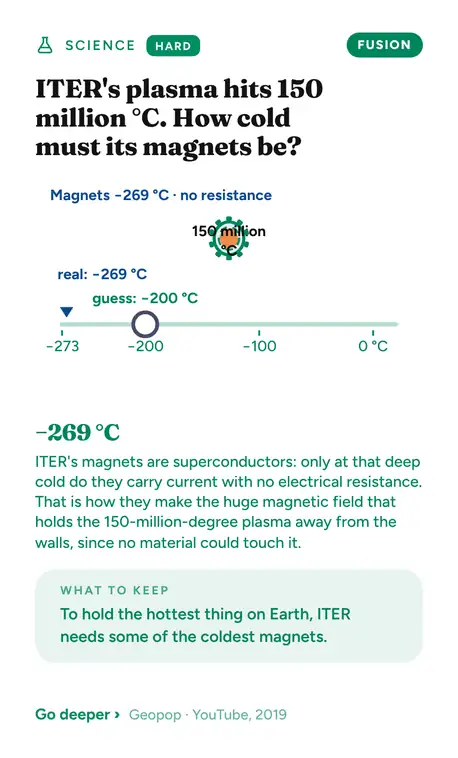 SCIENCE HARD FUSION
ITER's plasma hits 150
million °C. How cold
must its magnets be?
Magnets −269 °C · no resistance
150 million
°C
real: −269 °C
guess: −200 °C
−273 −200 −100 0 °C
−269 °C
ITER's magnets are superconductors: only at that deep
cold do they carry current with no electrical resistance.
That is how they make the huge magnetic field that
holds the 150-million-degree plasma away from the
walls, since no material could touch it.
WHAT TO KEEP
To hold the hottest thing on Earth, ITER
needs some of the coldest magnets.
Go deeper › Geopop · YouTube, 2019